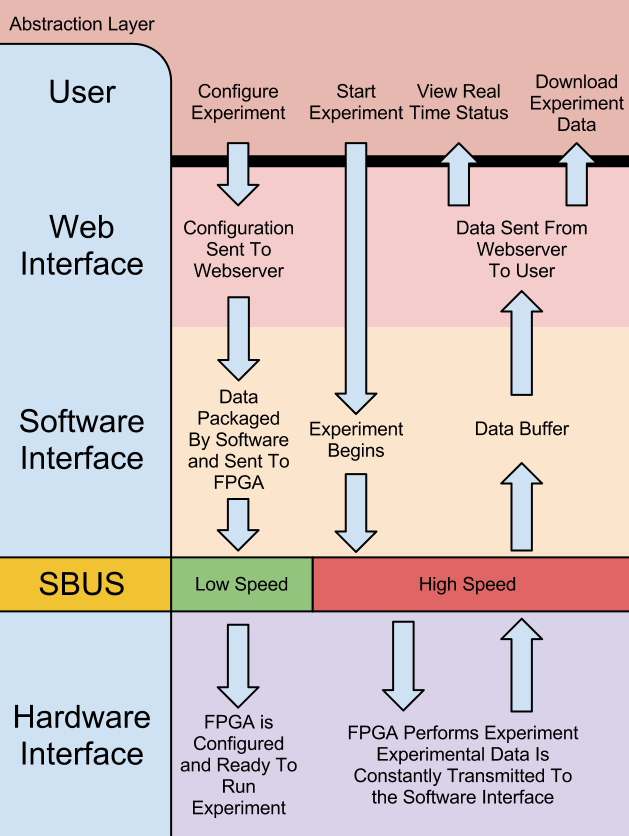 Abstraction Layer
User
Configure
Experiment
Start
Experiment
View Real
Time Status
Download
Experiment
Data
Web
Interface
Configuration
Sent To
Webserver
Data Sent From
Webserver
To User
Software
Interface
Data
Packaged
By Software
and Sent To
FPGA
Experiment
Begins
Data Buffer
SBUS
Low Speed
High Speed
Hardware
Interface
FPGA is
Configured
and Ready To
Run
Experiment
FPGA Performs Experiment
Experimental Data Is
Constantly Transmitted To
the Software Interface